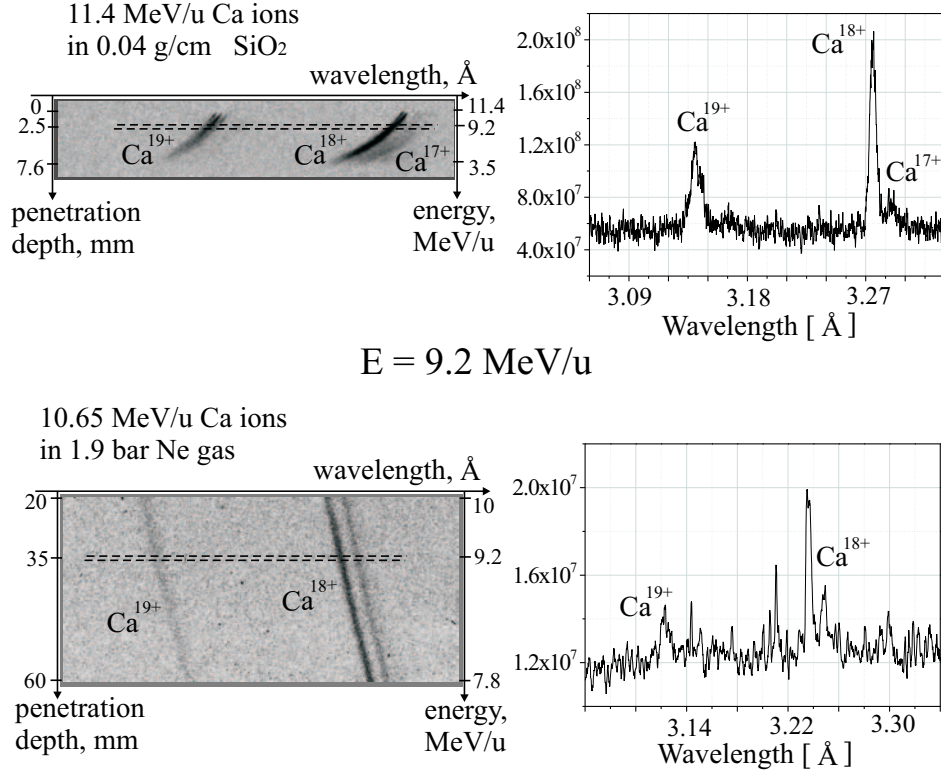 11.4 MeV/u Ca ions
in 0.04 g/cm SiO₂
wavelength, Å
0
2.5
7.6
11.4
9.2
3.5
Ca¹⁹⁺
Ca¹⁸⁺
Ca¹⁷⁺
penetration
depth, mm
energy,
MeV/u
2.0x10⁸
1.6x10⁸
1.2x10⁸
8.0x10⁷
4.0x10⁷
Ca¹⁸⁺
Ca¹⁹⁺
Ca¹⁷⁺
3.09 3.18 3.27
Wavelength [ Å ]
E = 9.2 MeV/u
10.65 MeV/u Ca ions
in 1.9 bar Ne gas
wavelength, Å
20
35
60
10
9.2
7.8
Ca¹⁹⁺
Ca¹⁸⁺
penetration
depth, mm
energy,
MeV/u
2.0x10⁷
1.6x10⁷
1.2x10⁷
Ca¹⁹⁺
Ca¹⁸⁺
3.14 3.22 3.30
Wavelength [ Å ]